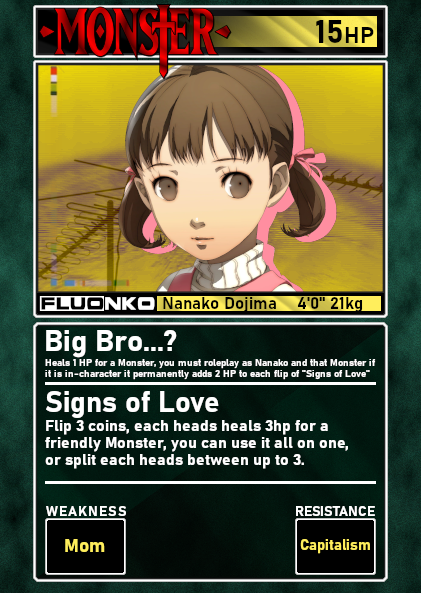 MONSTER
15HP
FLUONKO Nanako Dojima 4'0" 21kg
Big Bro...?
Heals 1 HP for a Monster, you must roleplay as Nanako and that Monster if
it is in-character it permanently adds 2 HP to each flip of "Signs of Love"
Signs of Love
Flip 3 coins, each heads heals 3hp for a
friendly Monster, you can use it all on one,
or split each heads between up to 3.
WEAKNESS
Mom
RESISTANCE
Capitalism